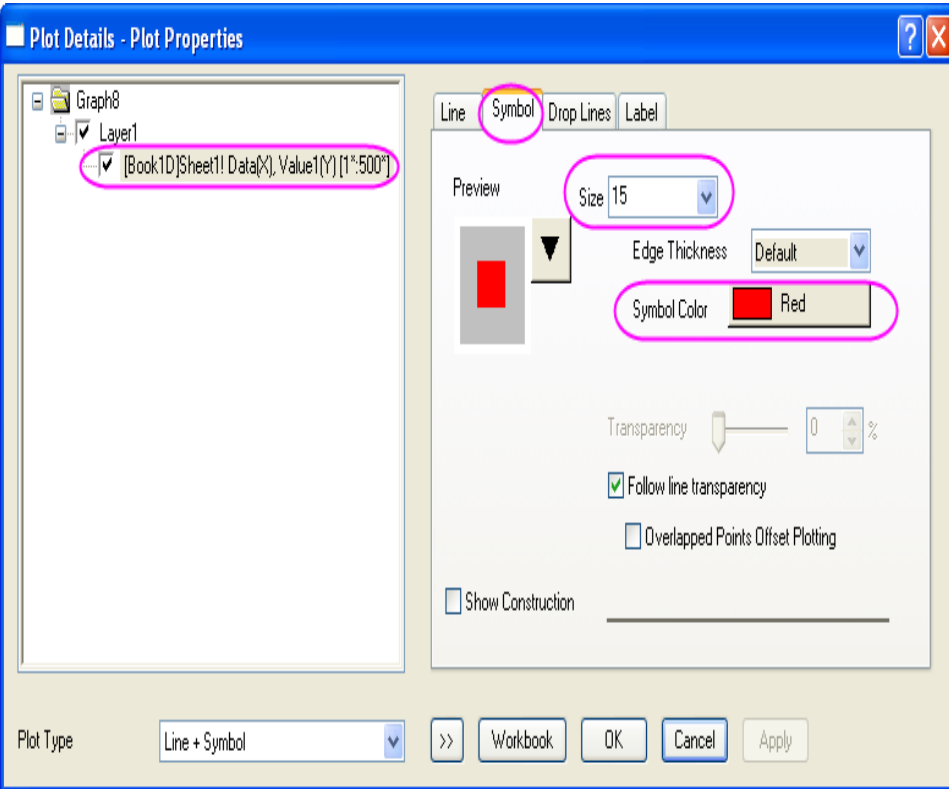 Plot Details - Plot Properties
?
X
Graph8
Layer1
[Book1D]Sheet1! Data(X), Value1(Y) [1*:500*]
Line Symbol Drop Lines Label
Preview
Size 15
Edge Thickness Default
Symbol Color Red
Transparency 0 %
Follow line transparency
Overlapped Points Offset Plotting
Show Construction
Plot Type Line + Symbol >> Workbook OK Cancel Apply